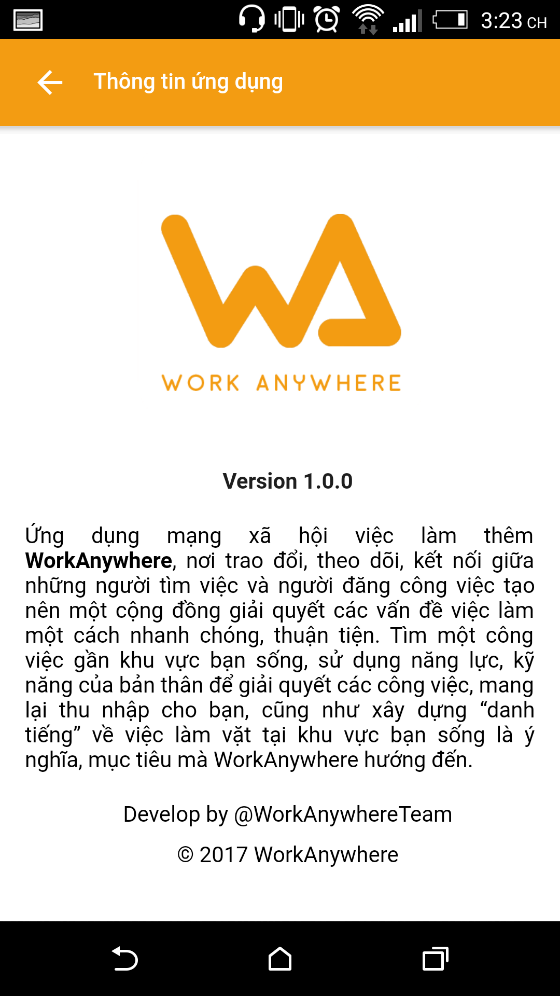 3:23 CH
Thông tin ứng dụng
WA
WORK ANYWHERE
Version 1.0.0
Ứng dụng mạng xã hội việc làm thêm
WorkAnywhere, nơi trao đổi, theo dõi, kết nối giữa
những người tìm việc và người đăng công việc tạo
nên một cộng đồng giải quyết các vấn đề việc làm
một cách nhanh chóng, thuận tiện. Tìm một công
việc gần khu vực bạn sống, sử dụng năng lực, kỹ
năng của bản thân để giải quyết các công việc, mang
lại thu nhập cho bạn, cũng như xây dựng “danh
tiếng” về việc làm vặt tại khu vực bạn sống là ý
nghĩa, mục tiêu mà WorkAnywhere hướng đến.
Develop by @WorkAnywhereTeam
© 2017 WorkAnywhere